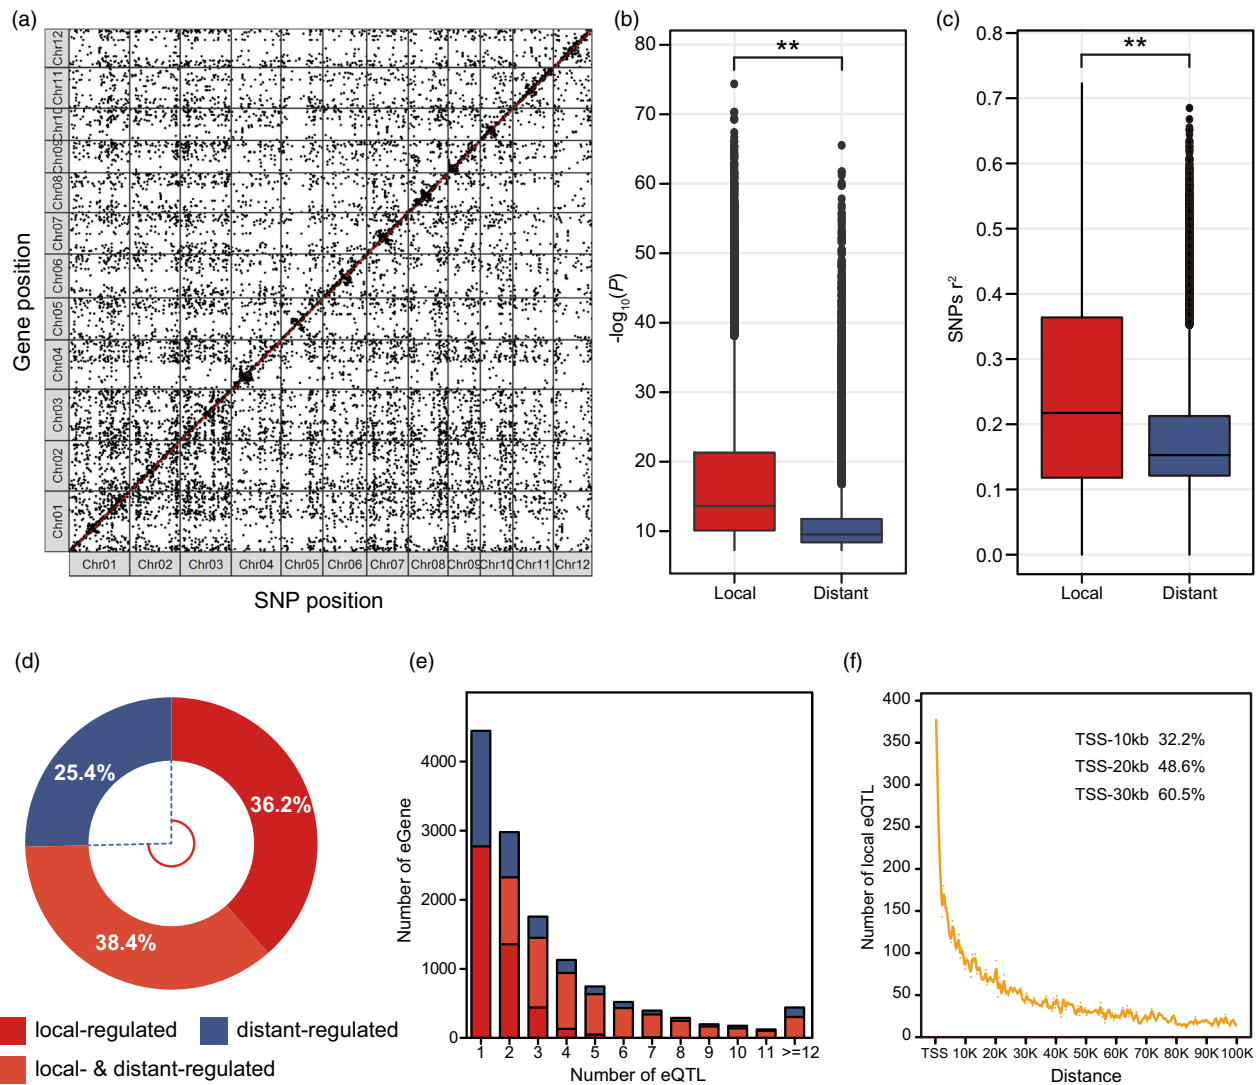 (a)
Gene position
Chr12
Chr11
Chr10
Chr09
Chr08
Chr07
Chr06
Chr05
Chr04
Chr03
Chr02
Chr01
Chr01 Chr02 Chr03 Chr04 Chr05 Chr06 Chr07 Chr08 Chr09 Chr10 Chr11 Chr12
SNP position
(b)
-log10(P)
80
70
60
50
40
30
20
10
**
Local Distant
(c)
SNPs r²
0.8
0.7
0.6
0.5
0.4
0.3
0.2
0.1
0.0
**
Local Distant
(d)
25.4%
36.2%
38.4%
local-regulated
distant-regulated
local- & distant-regulated
(e)
Number of eGene
4000
3000
2000
1000
0
1 2 3 4 5 6 7 8 9 10 11 >=12
Number of eQTL
(f)
Number of local eQTL
400
350
300
250
200
150
100
50
0
TSS-10kb 32.2%
TSS-20kb 48.6%
TSS-30kb 60.5%
TSS 10K 20K 30K 40K 50K 60K 70K 80K 90K 100K
Distance